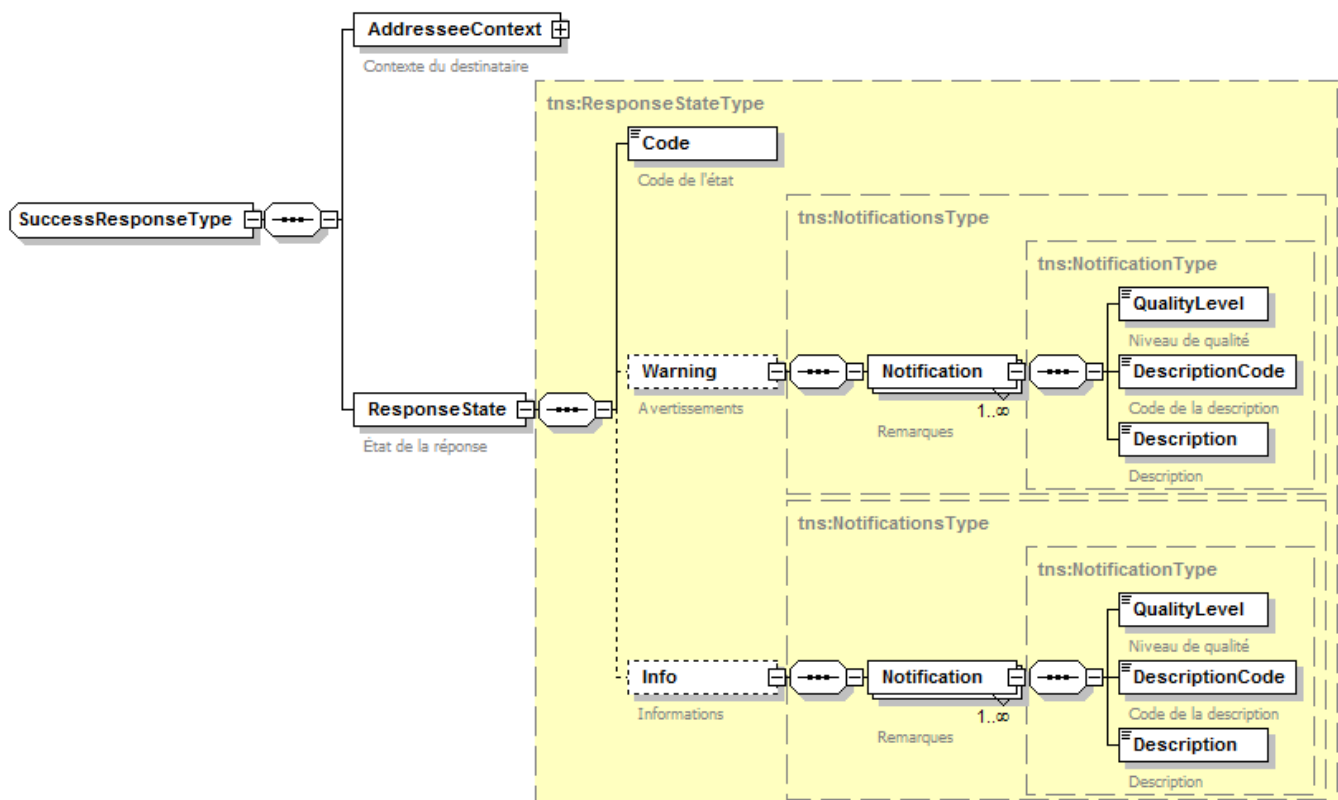 AddresseeContext
Contexte du destinataire
tns:ResponseStateType
Code
Code de l'état
SuccessResponseType
tns:NotificationsType
tns:NotificationType
QualityLevel
Niveau de qualité
Warning
Avertissements
Notification
1..∞
Remarques
DescriptionCode
Code de la description
Description
Description
ResponseState
État de la réponse
tns:NotificationsType
tns:NotificationType
QualityLevel
Niveau de qualité
Info
Informations
Notification
1..∞
Remarques
DescriptionCode
Code de la description
Description
Description